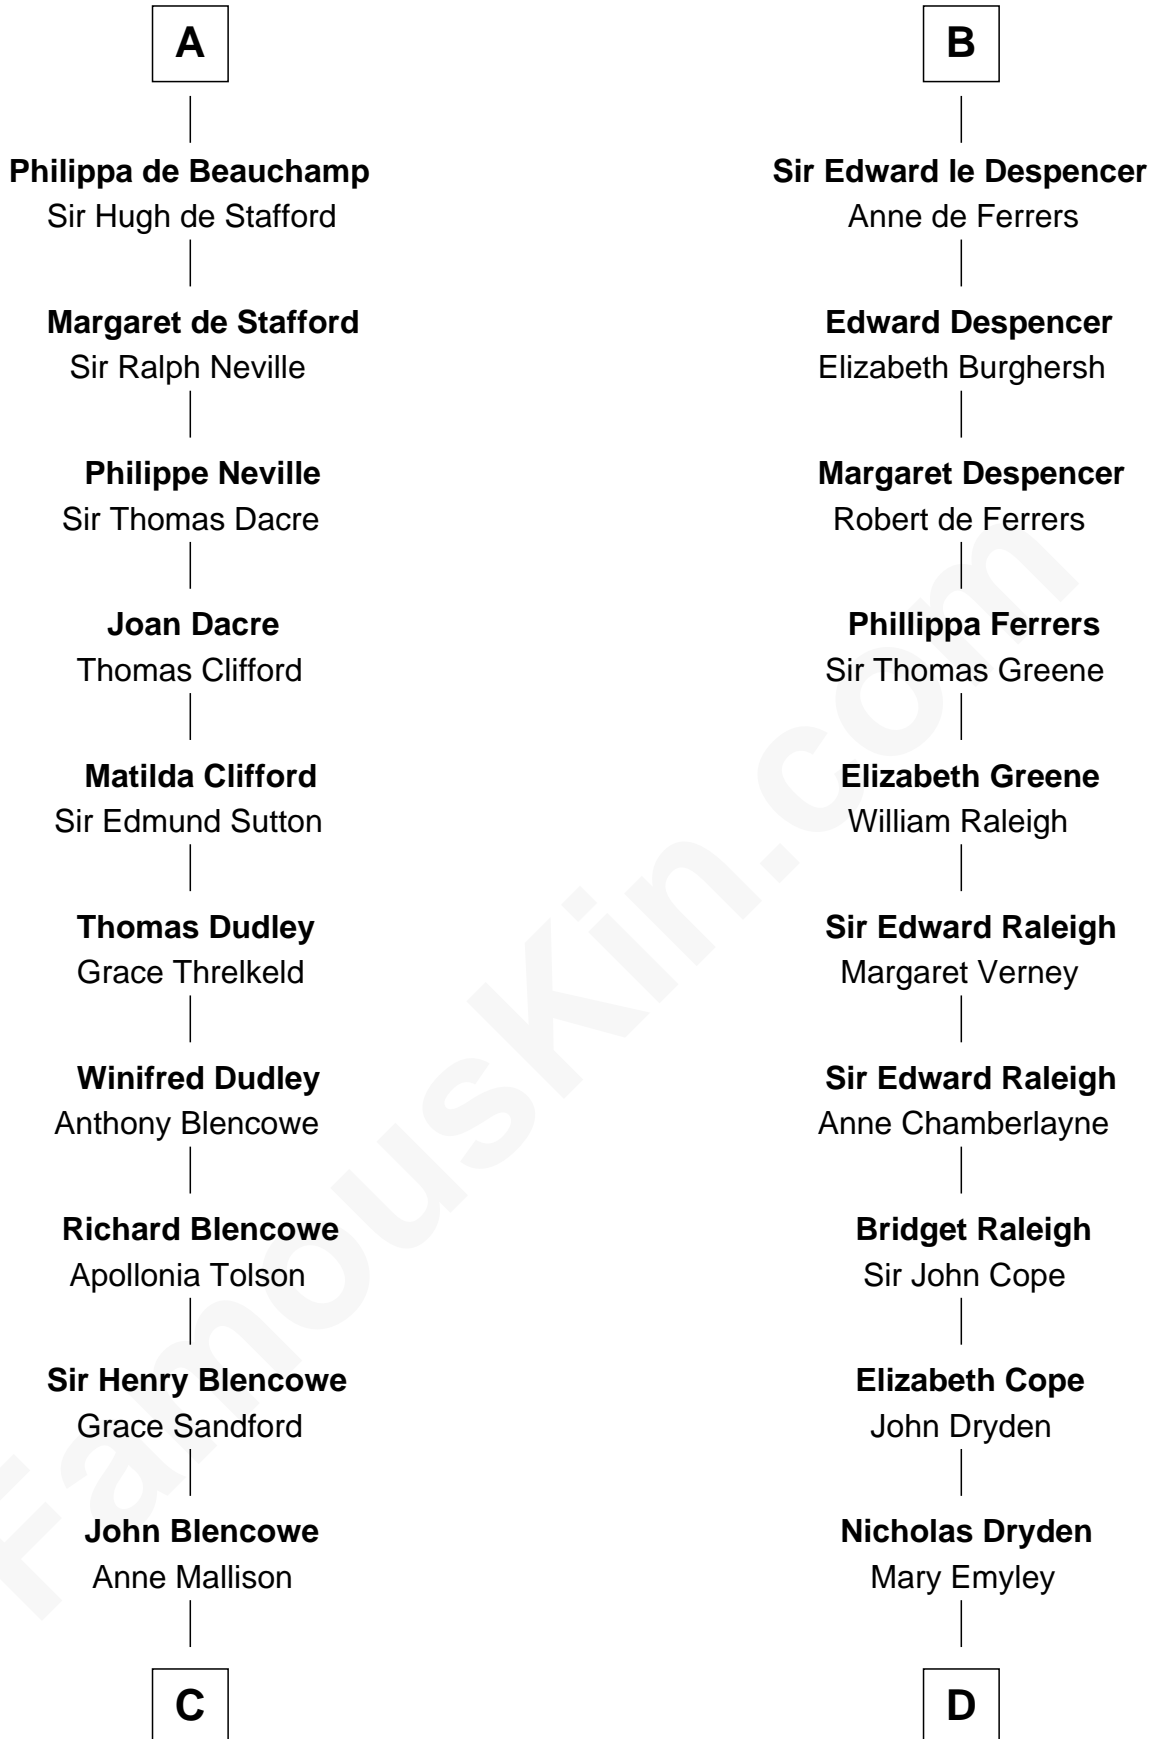 A
Philippa de Beauchamp
Sir Hugh de Stafford
Margaret de Stafford
Sir Ralph Neville
Philippe Neville
Sir Thomas Dacre
Joan Dacre
Thomas Clifford
Matilda Clifford
Sir Edmund Sutton
Thomas Dudley
Grace Threlkeld
Winifred Dudley
Anthony Blencowe
Richard Blencowe
Apollonia Tolson
Sir Henry Blencowe
Grace Sandford
John Blencowe
Anne Mallison
C
B
Sir Edward le Despencer
Anne de Ferrers
Edward Despencer
Elizabeth Burghersh
Margaret Despencer
Robert de Ferrers
Phillippa Ferrers
Sir Thomas Greene
Elizabeth Greene
William Raleigh
Sir Edward Raleigh
Margaret Verney
Sir Edward Raleigh
Anne Chamberlayne
Bridget Raleigh
Sir John Cope
Elizabeth Cope
John Dryden
Nicholas Dryden
Mary Emyley
D
FamousKin.com